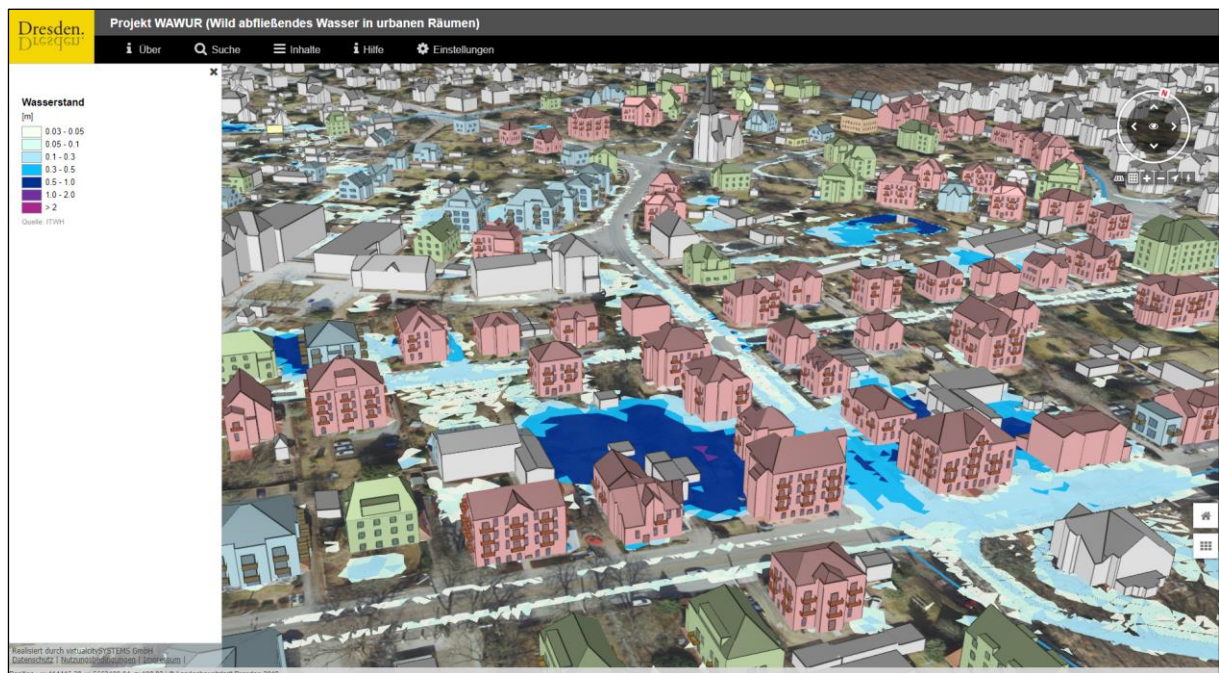 Dresden.
Dresden.
Projekt WAWUR (Wild abfließendes Wasser in urbanen Räumen)
Über
Suche
Inhalte
Hilfe
Einstellungen
Wasserstand
[m]
0.03 - 0.05
0.05 - 0.1
0.1 - 0.3
0.3 - 0.5
0.5 - 1.0
1.0 - 2.0
> 2
Quelle: ITWH
N
Realisiert durch virtualcitySYSTEMS GmbH
Datenschutz | Nutzungsbedingungen | Impressum |